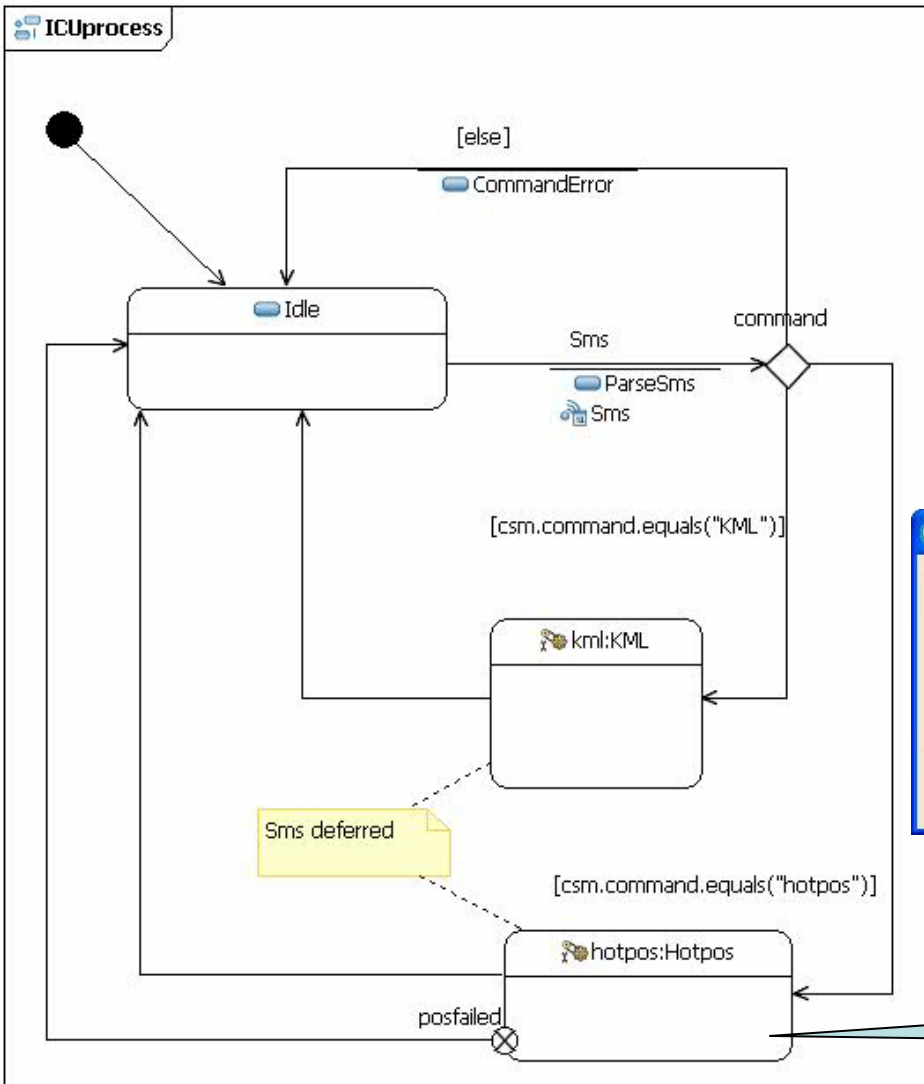 ICUprocess
[else]
CommandError
Idle
command
Sms
ParseSms
Sms
[csm.command.equals("KML")]
kml:KML
Sms deferred
[csm.command.equals("hotpos")]
hotpos:Hotpos
posfailed